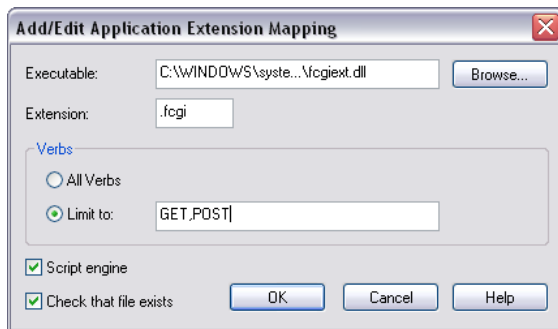 Add/Edit Application Extension Mapping
Executable: C:\WINDOWS\syste...\fcgiext.dll Browse...
Extension: .fcgi
Verbs
All Verbs
Limit to: GET,POST
Script engine
Check that file exists OK Cancel Help